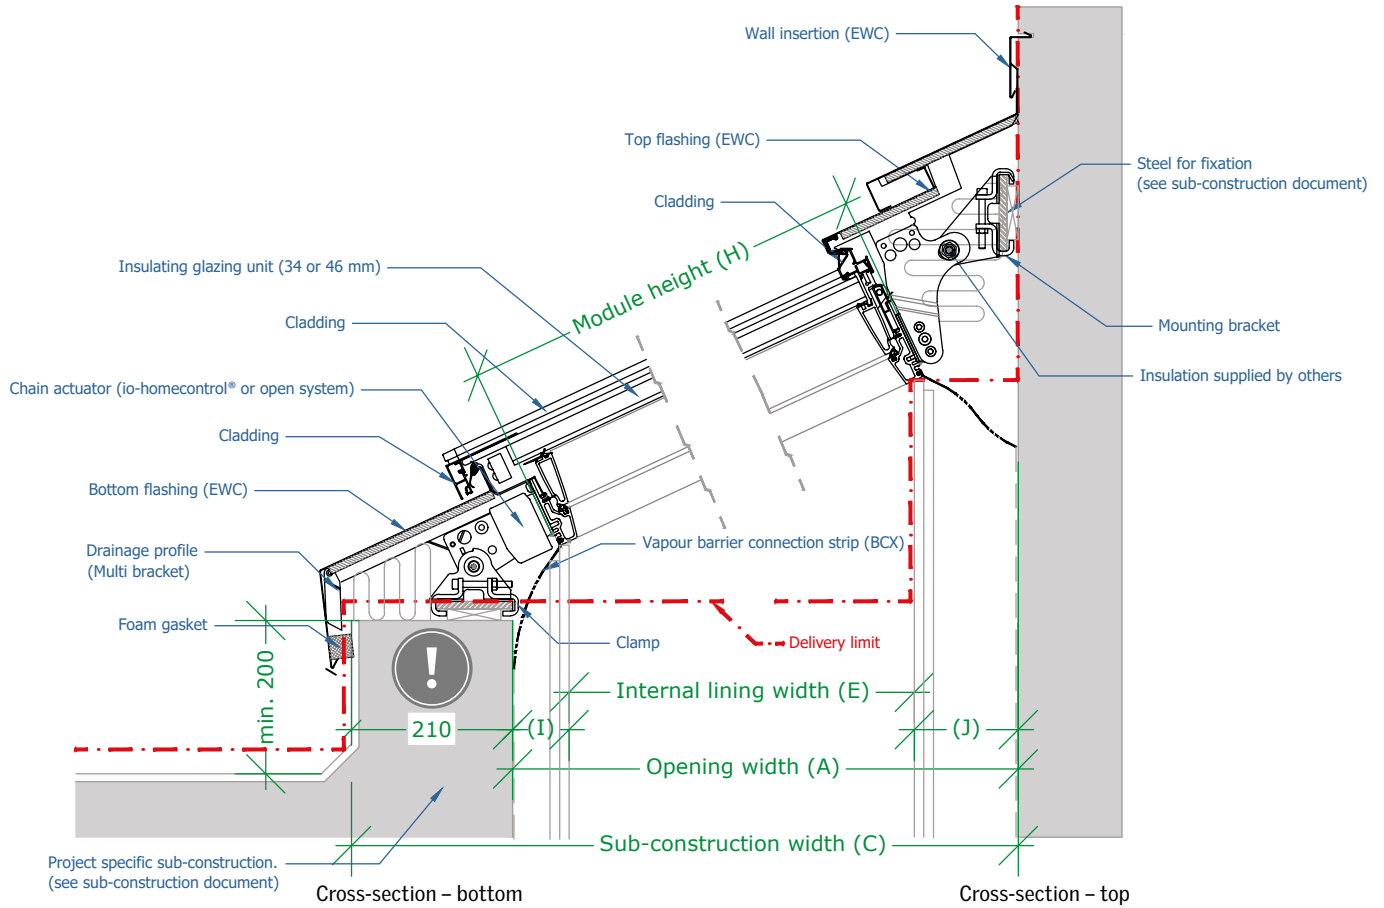 Wall insertion (EWC)
Top flashing (EWC)
Steel for fixation
(see sub-construction document)
Cladding
Module height (H)
Insulating glazing unit (34 or 46 mm)
Cladding
Mounting bracket
Insulation supplied by others
Chain actuator (io-homecontrol® or open system)
Cladding
Bottom flashing (EWC)
Drainage profile
(Multi bracket)
Vapour barrier connection strip (BCX)
Foam gasket
Clamp
Delivery limit
!
min. 200
Internal lining width (E)
210
(I)
(J)
Opening width (A)
Sub-construction width (C)
Project specific sub-construction.
(see sub-construction document)
Cross-section – bottom
Cross-section – top